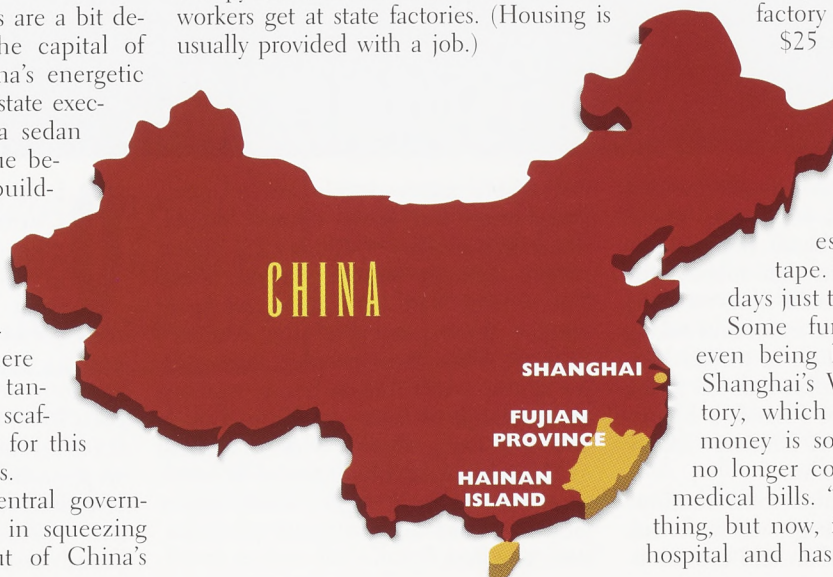 s are a bit de-
he capital of
na's energetic
state exec-
a sedan
ue be-
build-
ere
tan-
scaf-
for this
s.
entral govern-
in squeezing
ut of China's
workers get at state factories. (Housing is
usually provided with a job.)
CHINA
SHANGHAI
FUJIAN
PROVINCE
HAINAN
ISLAND
factory
$25
es
tape.
days just t
Some fu
even being
Shanghai's
tory, which
money is so
no longer co
medical bills.
thing, but now,
hospital and has